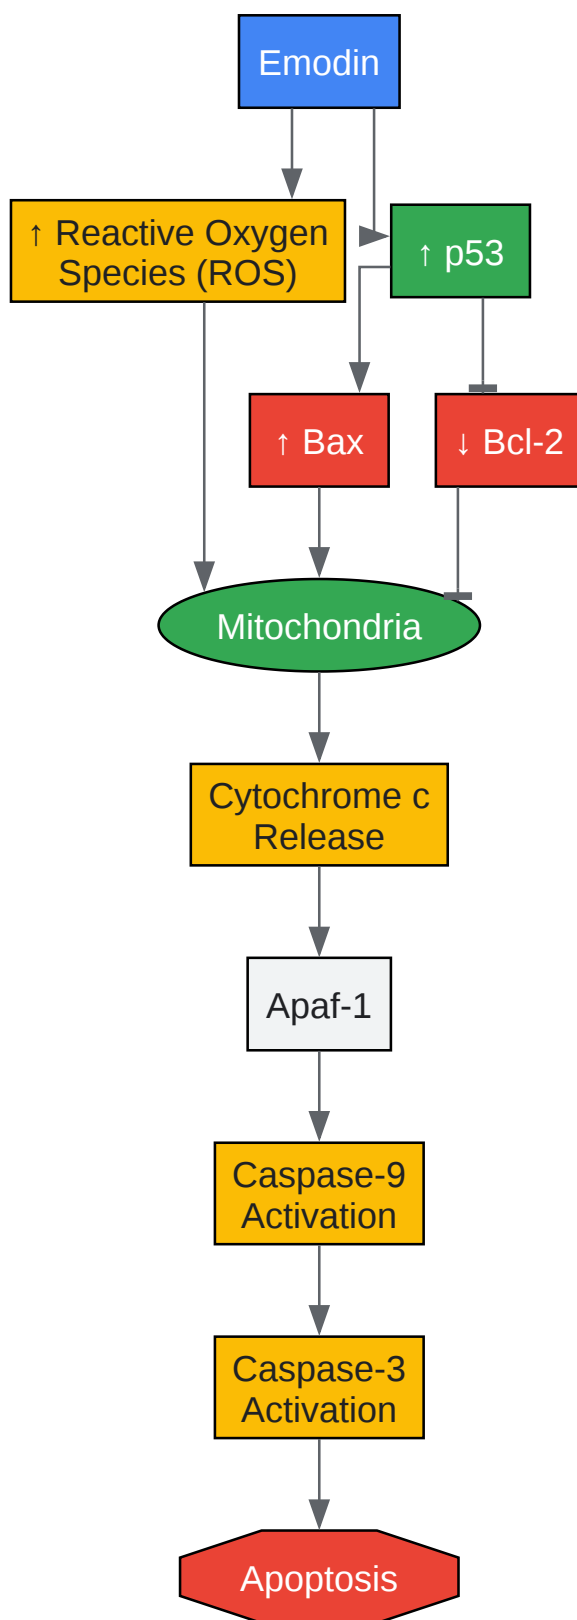 Emodin
↑ Reactive Oxygen
Species (ROS)
↑ p53
↑ Bax
↓ Bcl-2
Mitochondria
Cytochrome c
Release
Apaf-1
Caspase-9
Activation
Caspase-3
Activation
Apoptosis